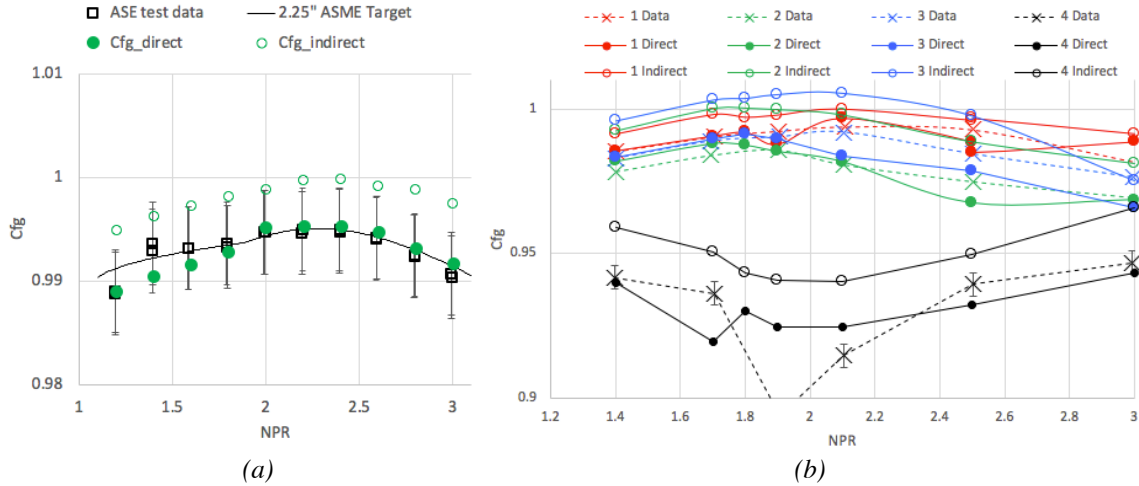 ASE test data
2.25" ASME Target
Cfg_direct
Cfg_indirect
1.01
1
0.99
0.98
Cfg
1
1.5
2
2.5
3
NPR
(a)
1 Data
2 Data
3 Data
4 Data
1 Direct
2 Direct
3 Direct
4 Direct
1 Indirect
2 Indirect
3 Indirect
4 Indirect
1
0.95
0.9
Cfg
1.2
1.4
1.6
1.8
2
2.2
2.4
2.6
2.8
3
NPR
(b)